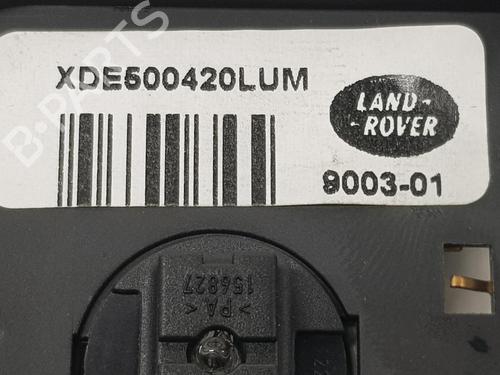 XDE500420LUM
LAND-
-ROVER
9003-01
>PA<
156827
B-PARTS